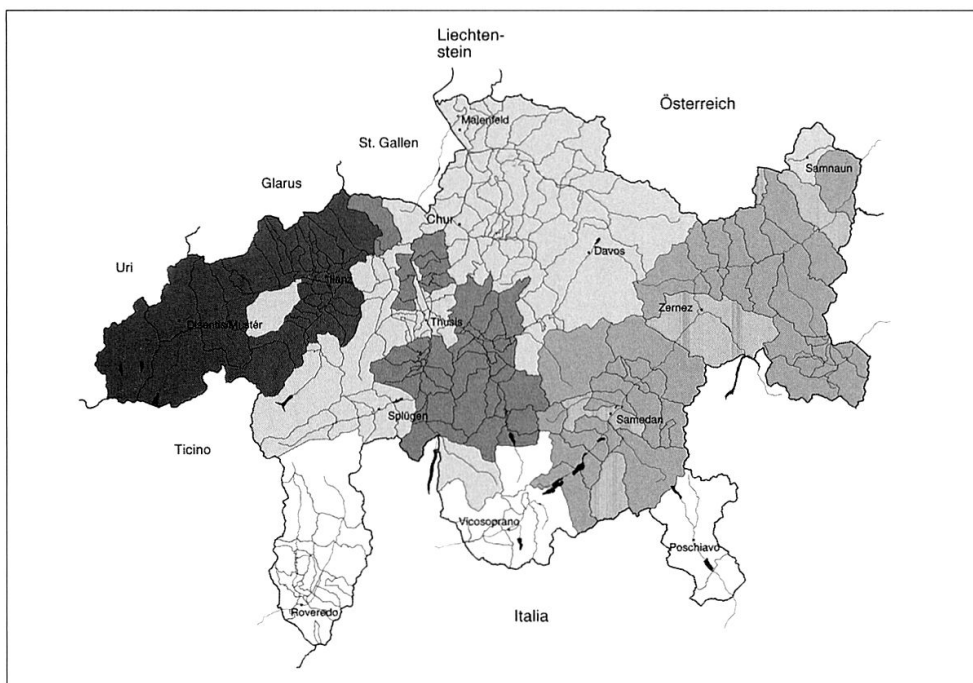 Liechten-
stein
Österreich
Maienfeld
St. Gallen
Samnaun
Glarus
Chur
Davos
Uri
Ilanz
Zernez
Disentis/Mustér
Thusis
Splügen
Samedan
Ticino
Vicosoprano
Poschiavo
Roveredo
Italia